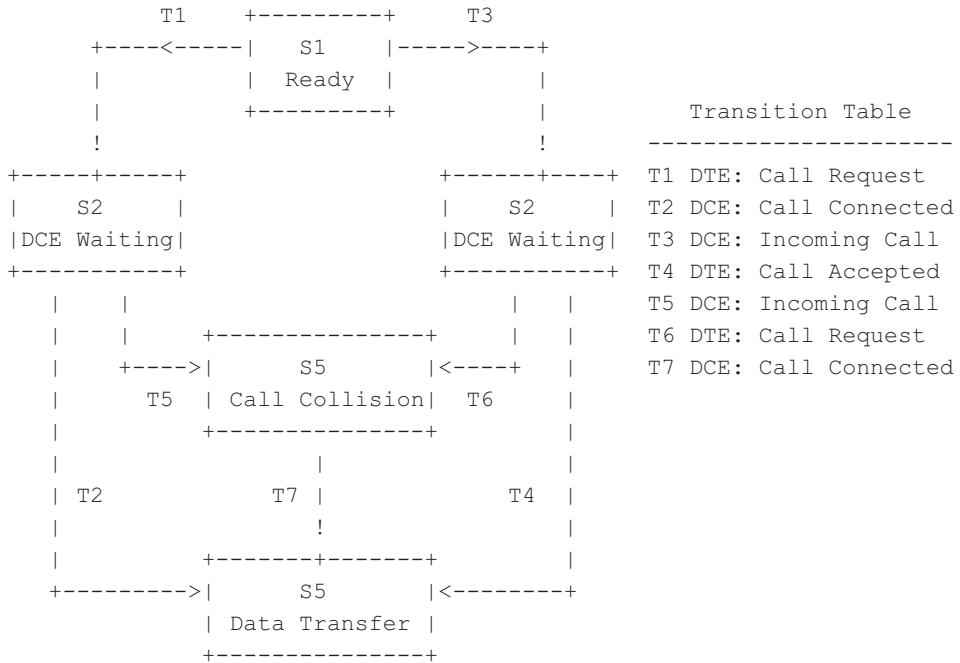 T1 T3
S1
Ready
Transition Table
T1 DTE: Call Request
S2 S2 T2 DCE: Call Connected
DCE Waiting DCE Waiting T3 DCE: Incoming Call
T4 DTE: Call Accepted
T5 DCE: Incoming Call
T6 DTE: Call Request
S5 T7 DCE: Call Connected
T5 Call Collision T6
T2 T7 T4
S5
Data Transfer